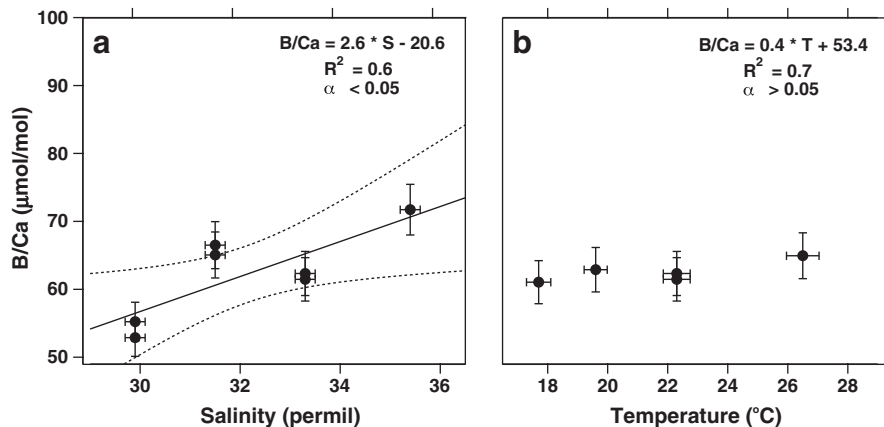 a
B/Ca = 2.6 * S - 20.6
R² = 0.6
α < 0.05
100
90
80
70
60
50
B/Ca (μmol/mol)
30 32 34 36
Salinity (permil)
b
B/Ca = 0.4 * T + 53.4
R² = 0.7
α > 0.05
18 20 22 24 26 28
Temperature (°C)